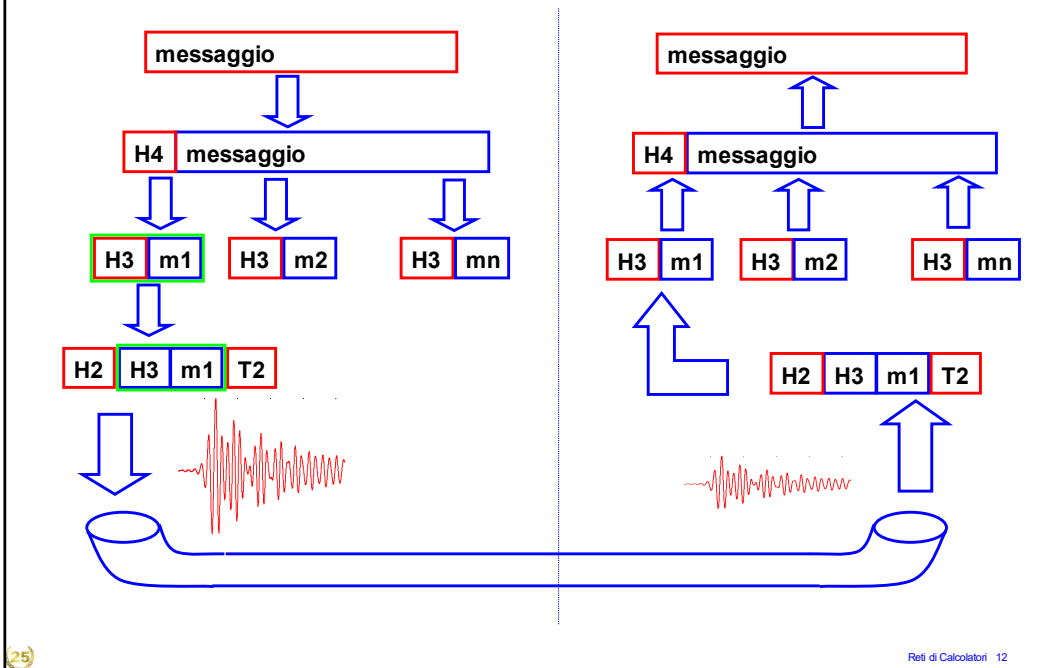 messaggio
H4 messaggio
H3 m1 H3 m2 H3 mn
H2 H3 m1 T2
messaggio
H4 messaggio
H3 m1 H3 m2 H3 mn
H2 H3 m1 T2
25
Reti di Calcolatori 12